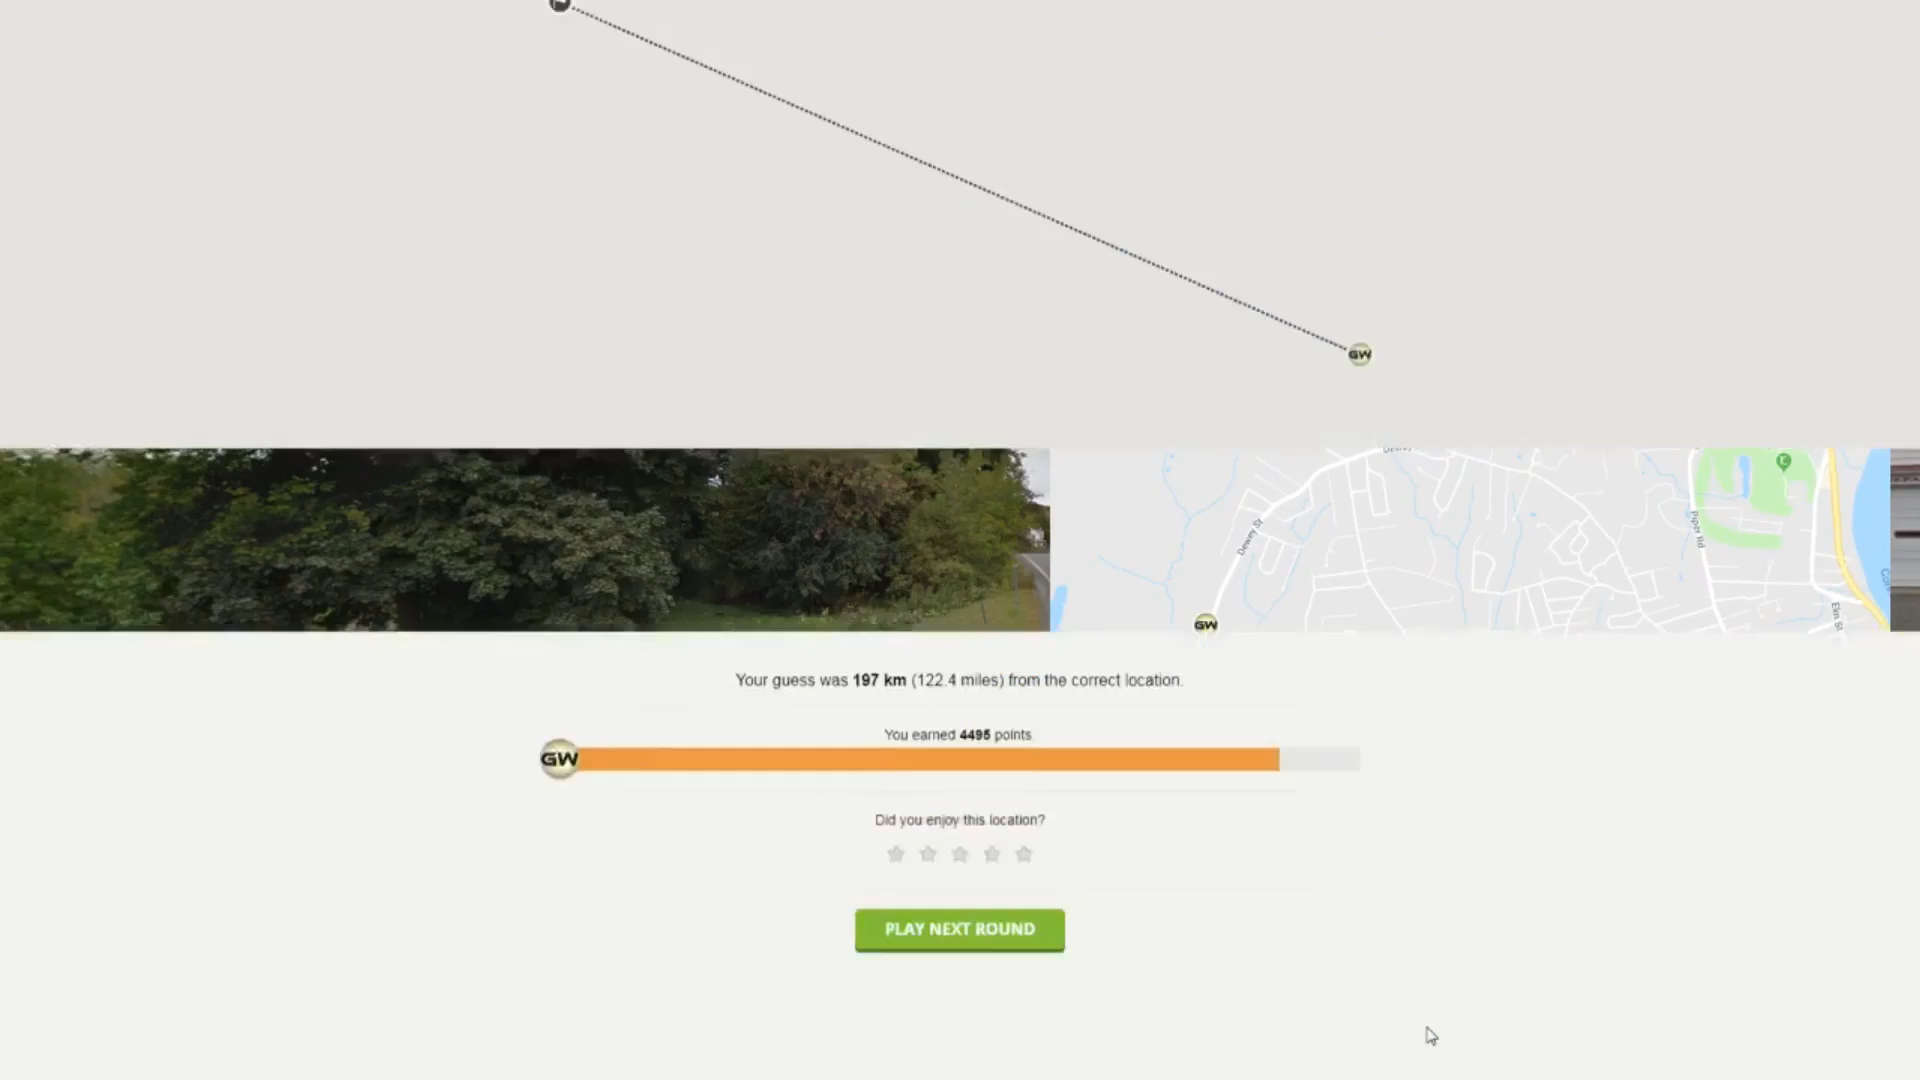 GW
Dewey St
Piper Rd
Elm St
GW
Your guess was 197 km (122.4 miles) from the correct location.
You earned 4495 points
GW
Did you enjoy this location?
PLAY NEXT ROUND